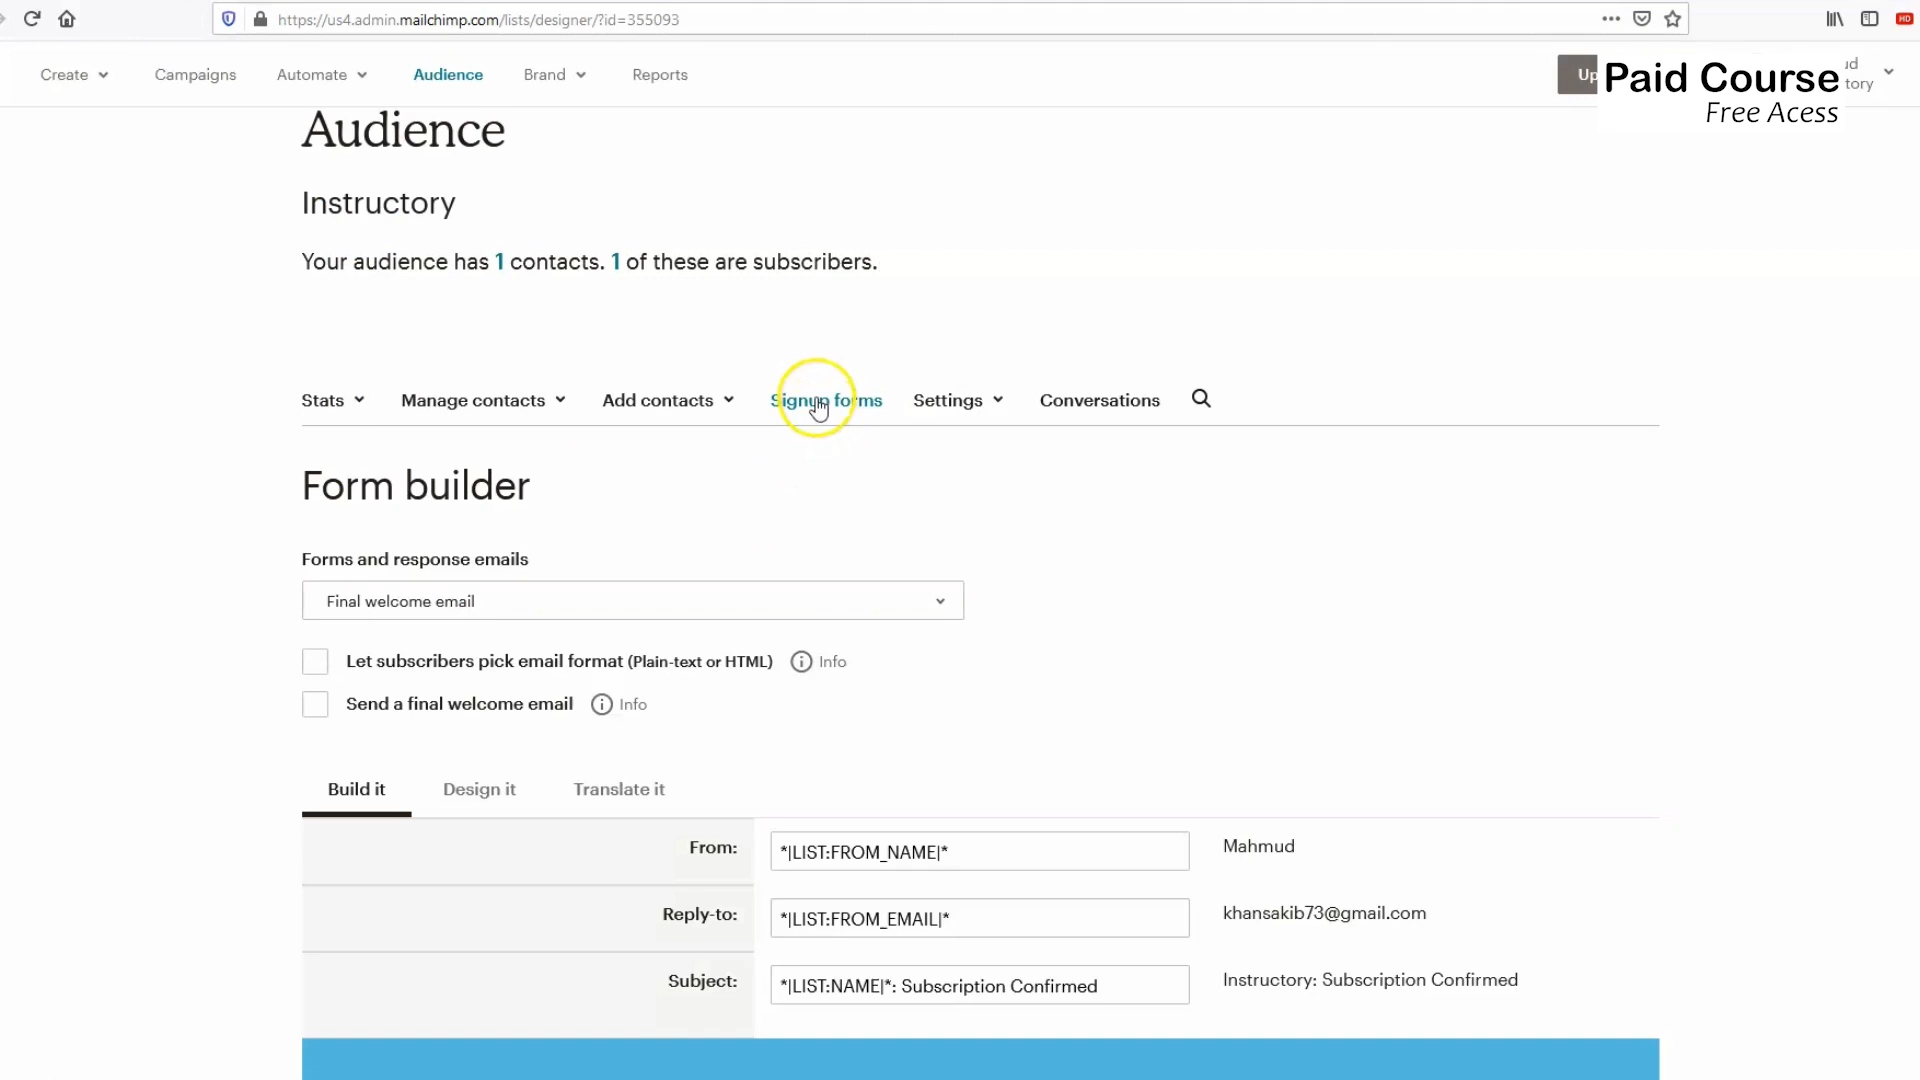 https://us4.admin.mailchimp.com/lists/designer/?id=355093
HD
Create
Campaigns
Automate
Audience
Brand
Reports
Up
Paid Course
Free Acess
ud
tory
Audience
Instructory
Your audience has 1 contacts. 1 of these are subscribers.
Stats
Manage contacts
Add contacts
Signup forms
Settings
Conversations
Form builder
Forms and response emails
Final welcome email
Let subscribers pick email format (Plain-text or HTML)
Info
Send a final welcome email
Info
Build it
Design it
Translate it
From:
*|LIST:FROM_NAME|*
Mahmud
Reply-to:
*|LIST:FROM_EMAIL|*
khansakib73@gmail.com
Subject:
*|LIST:NAME|*: Subscription Confirmed
Instructory: Subscription Confirmed